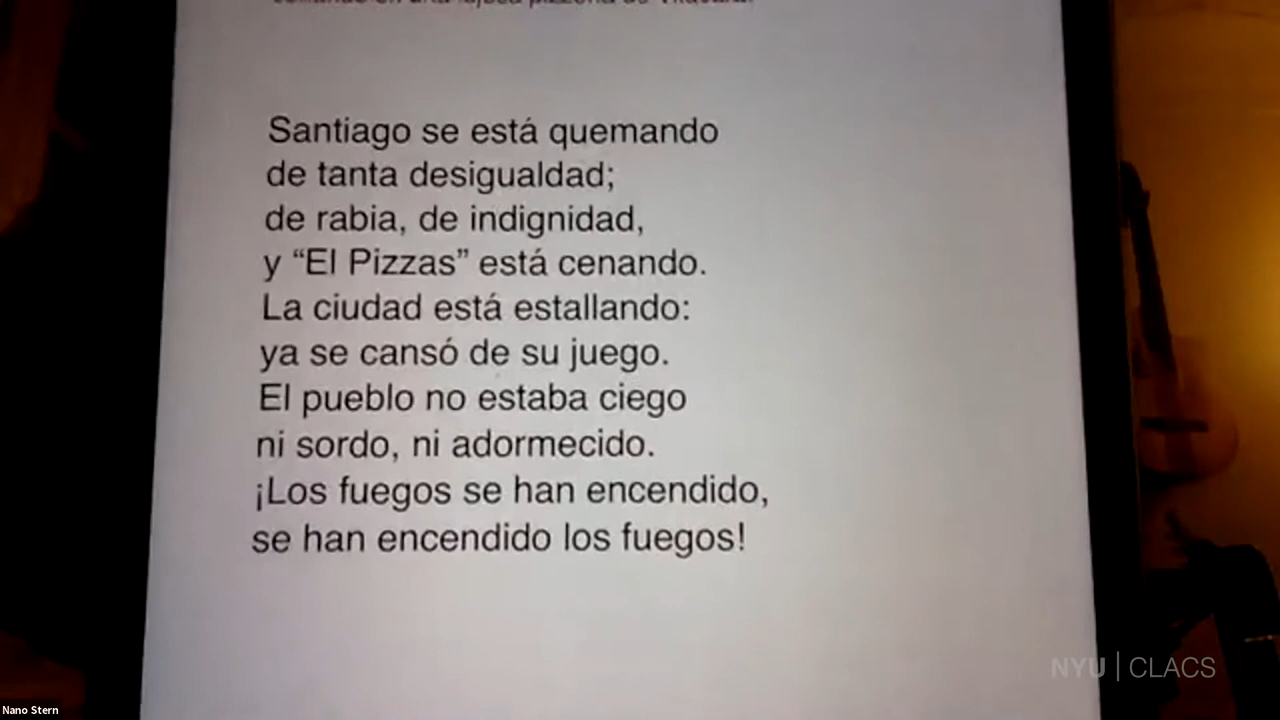 Santiago se está quemando
de tanta desigualdad;
de rabia, de indignidad,
y “El Pizzas” está cenando.
La ciudad está estallando:
ya se cansó de su juego.
El pueblo no estaba ciego
ni sordo, ni adormecido.
¡Los fuegos se han encendido,
se han encendido los fuegos!
NYU | CLACS
Nano Stern